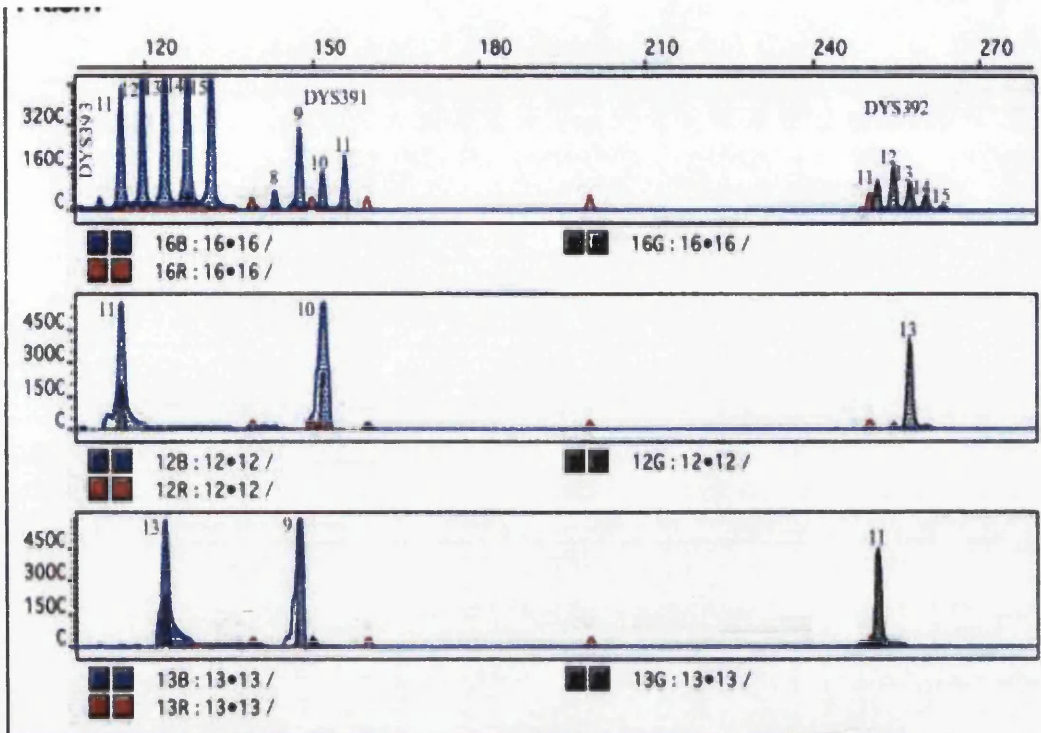 120 150 180 210 240 270
DYS391 DYS392
DYS393
11 12 13 14 15 8 9 10 11 11 12 13 14 15
320C
160C
C
16B : 16•16 / 16G : 16•16 /
16R : 16•16 /
11 10 13
450C
300C
150C
C
12B : 12•12 / 12G : 12•12 /
12R : 12•12 /
13 9 11
450C
300C
150C
C
13B : 13•13 / 13G : 13•13 /
13R : 13•13 /